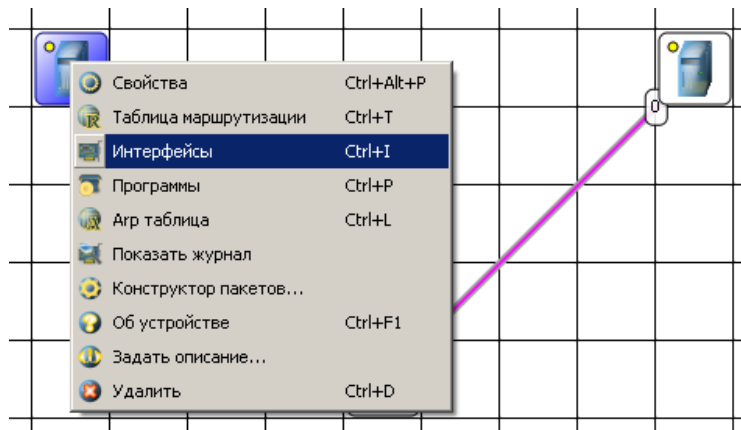 Свойства Ctrl+Alt+P
0
Таблица маршрутизации Ctrl+T
Интерфейсы Ctrl+I
Программы Ctrl+P
Arp таблица Ctrl+L
Показать журнал
Конструктор пакетов...
Об устройстве Ctrl+F1
Задать описание...
Удалить Ctrl+D